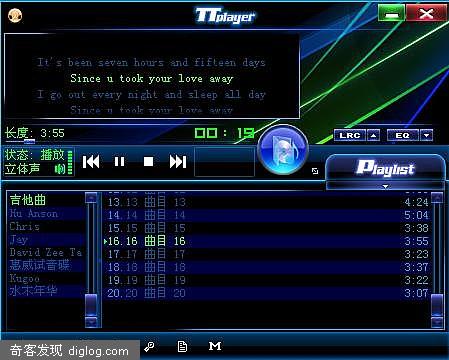 TTplayer
It's been seven hours and fifteen days
Since u took your love away
I go out every night and sleep all day
Since u took your love away
长度: 3:55
00:19
LRC
EQ
状态: 播放
立体声
Playlist
吉他曲
Hu Anson
Chris
Jay
David Zee Ta
惠威试音碟
Kugoo
水木年华
13.13 曲目 13 4:24
14.14 曲目 14 5:04
15.15 曲目 15 3:38
16.16 曲目 16 3:55
17.17 曲目 17 3:23
18.18 曲目 18 3:37
19.19 曲目 19 3:22
20.20 曲目 20 3:07
M
奇客发现 diglog.com